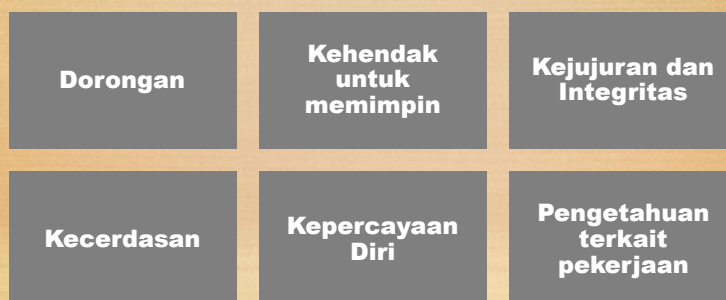 Dorongan
Kehendak
untuk
memimpin
Kejujuran dan
Integritas
Kecerdasan
Kepercayaan
Diri
Pengetahuan
terkait
pekerjaan